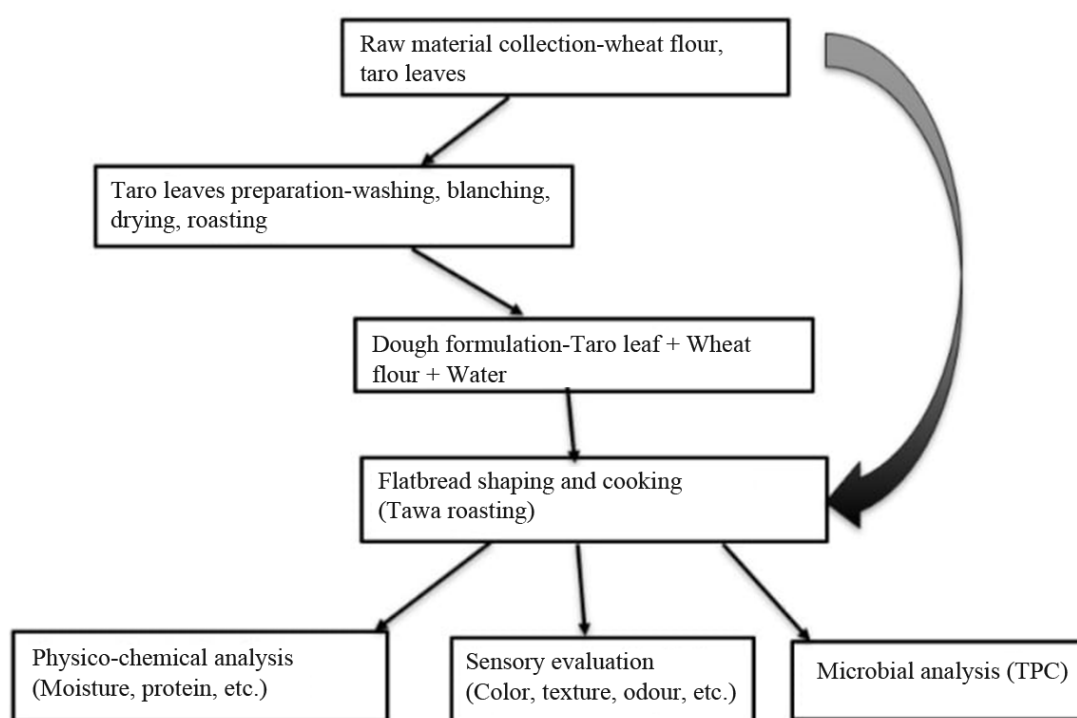 Raw material collection-wheat flour,
taro leaves
Taro leaves preparation-washing, blanching,
drying, roasting
Dough formulation-Taro leaf + Wheat
flour + Water
Flatbread shaping and cooking
(Tawa roasting)
Physico-chemical analysis
(Moisture, protein, etc.)
Sensory evaluation
(Color, texture, odour, etc.)
Microbial analysis (TPC)